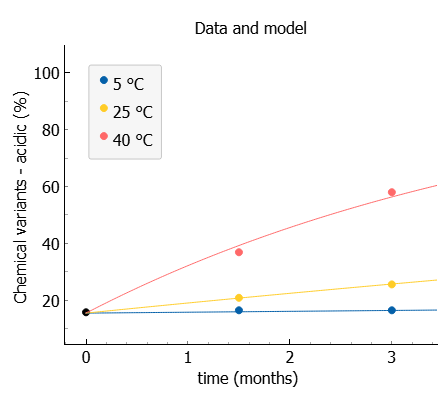 Data and model
Chemical variants - acidic (%)
100
80
60
40
20
5 °C
25 °C
40 °C
0
1
2
3
time (months)